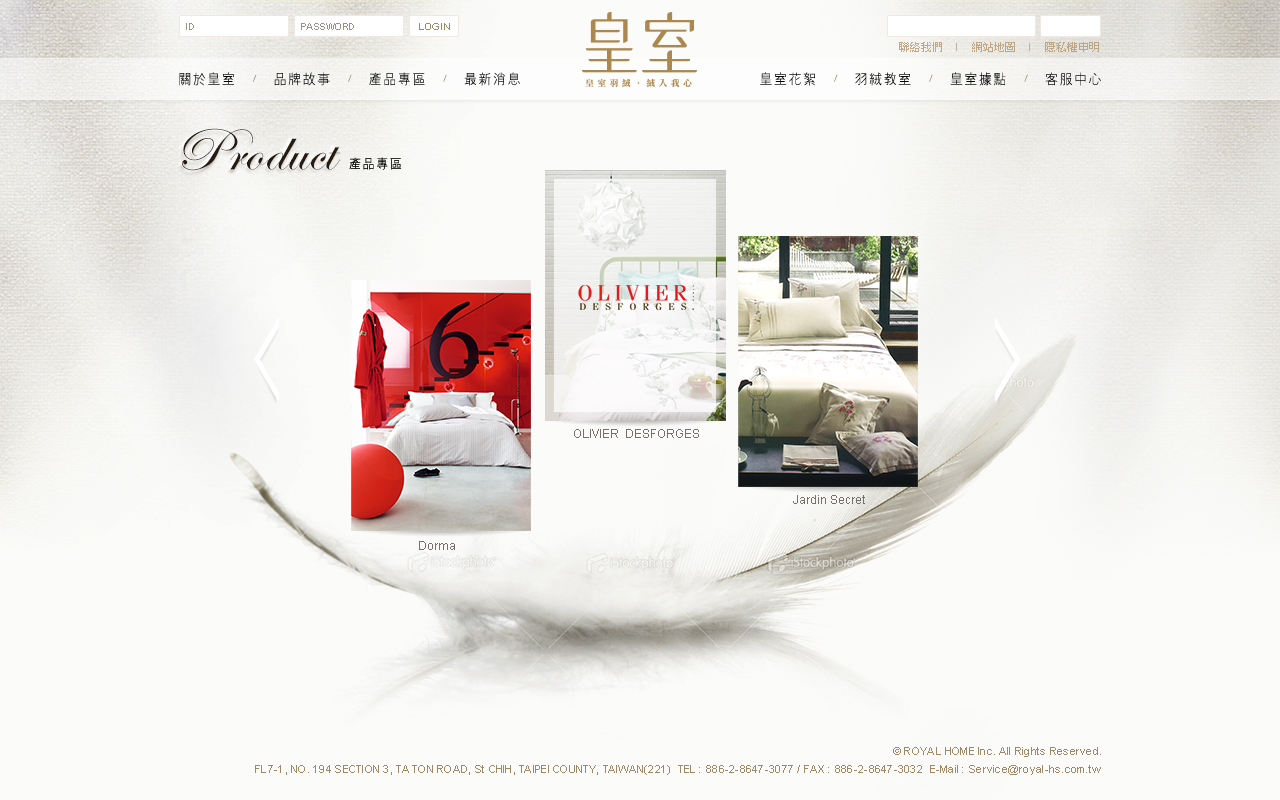 ID PASSWORD LOGIN
皇室
皇室羽絨·絨入我心
聯絡我們 | 網站地圖 | 隱私權申明
關於皇室 / 品牌故事 / 產品專區 / 最新消息
皇室花絮 / 羽絨教室 / 皇室據點 / 客服中心
Product 產品專區
6
OLIVIER
DESFORGES.
OLIVIER DESFORGES
Jardin Secret
Dorma
iStockphoto iStockphoto iStockphoto
© ROYAL HOME Inc. All Rights Reserved.
FL7-1, NO. 194 SECTION 3, TA TON ROAD, St CHIH, TAIPEI COUNTY, TAIWAN(221) TEL : 886-2-8647-3077 / FAX : 886-2-8647-3032 E-Mail : Service@royal-hs.com.tw